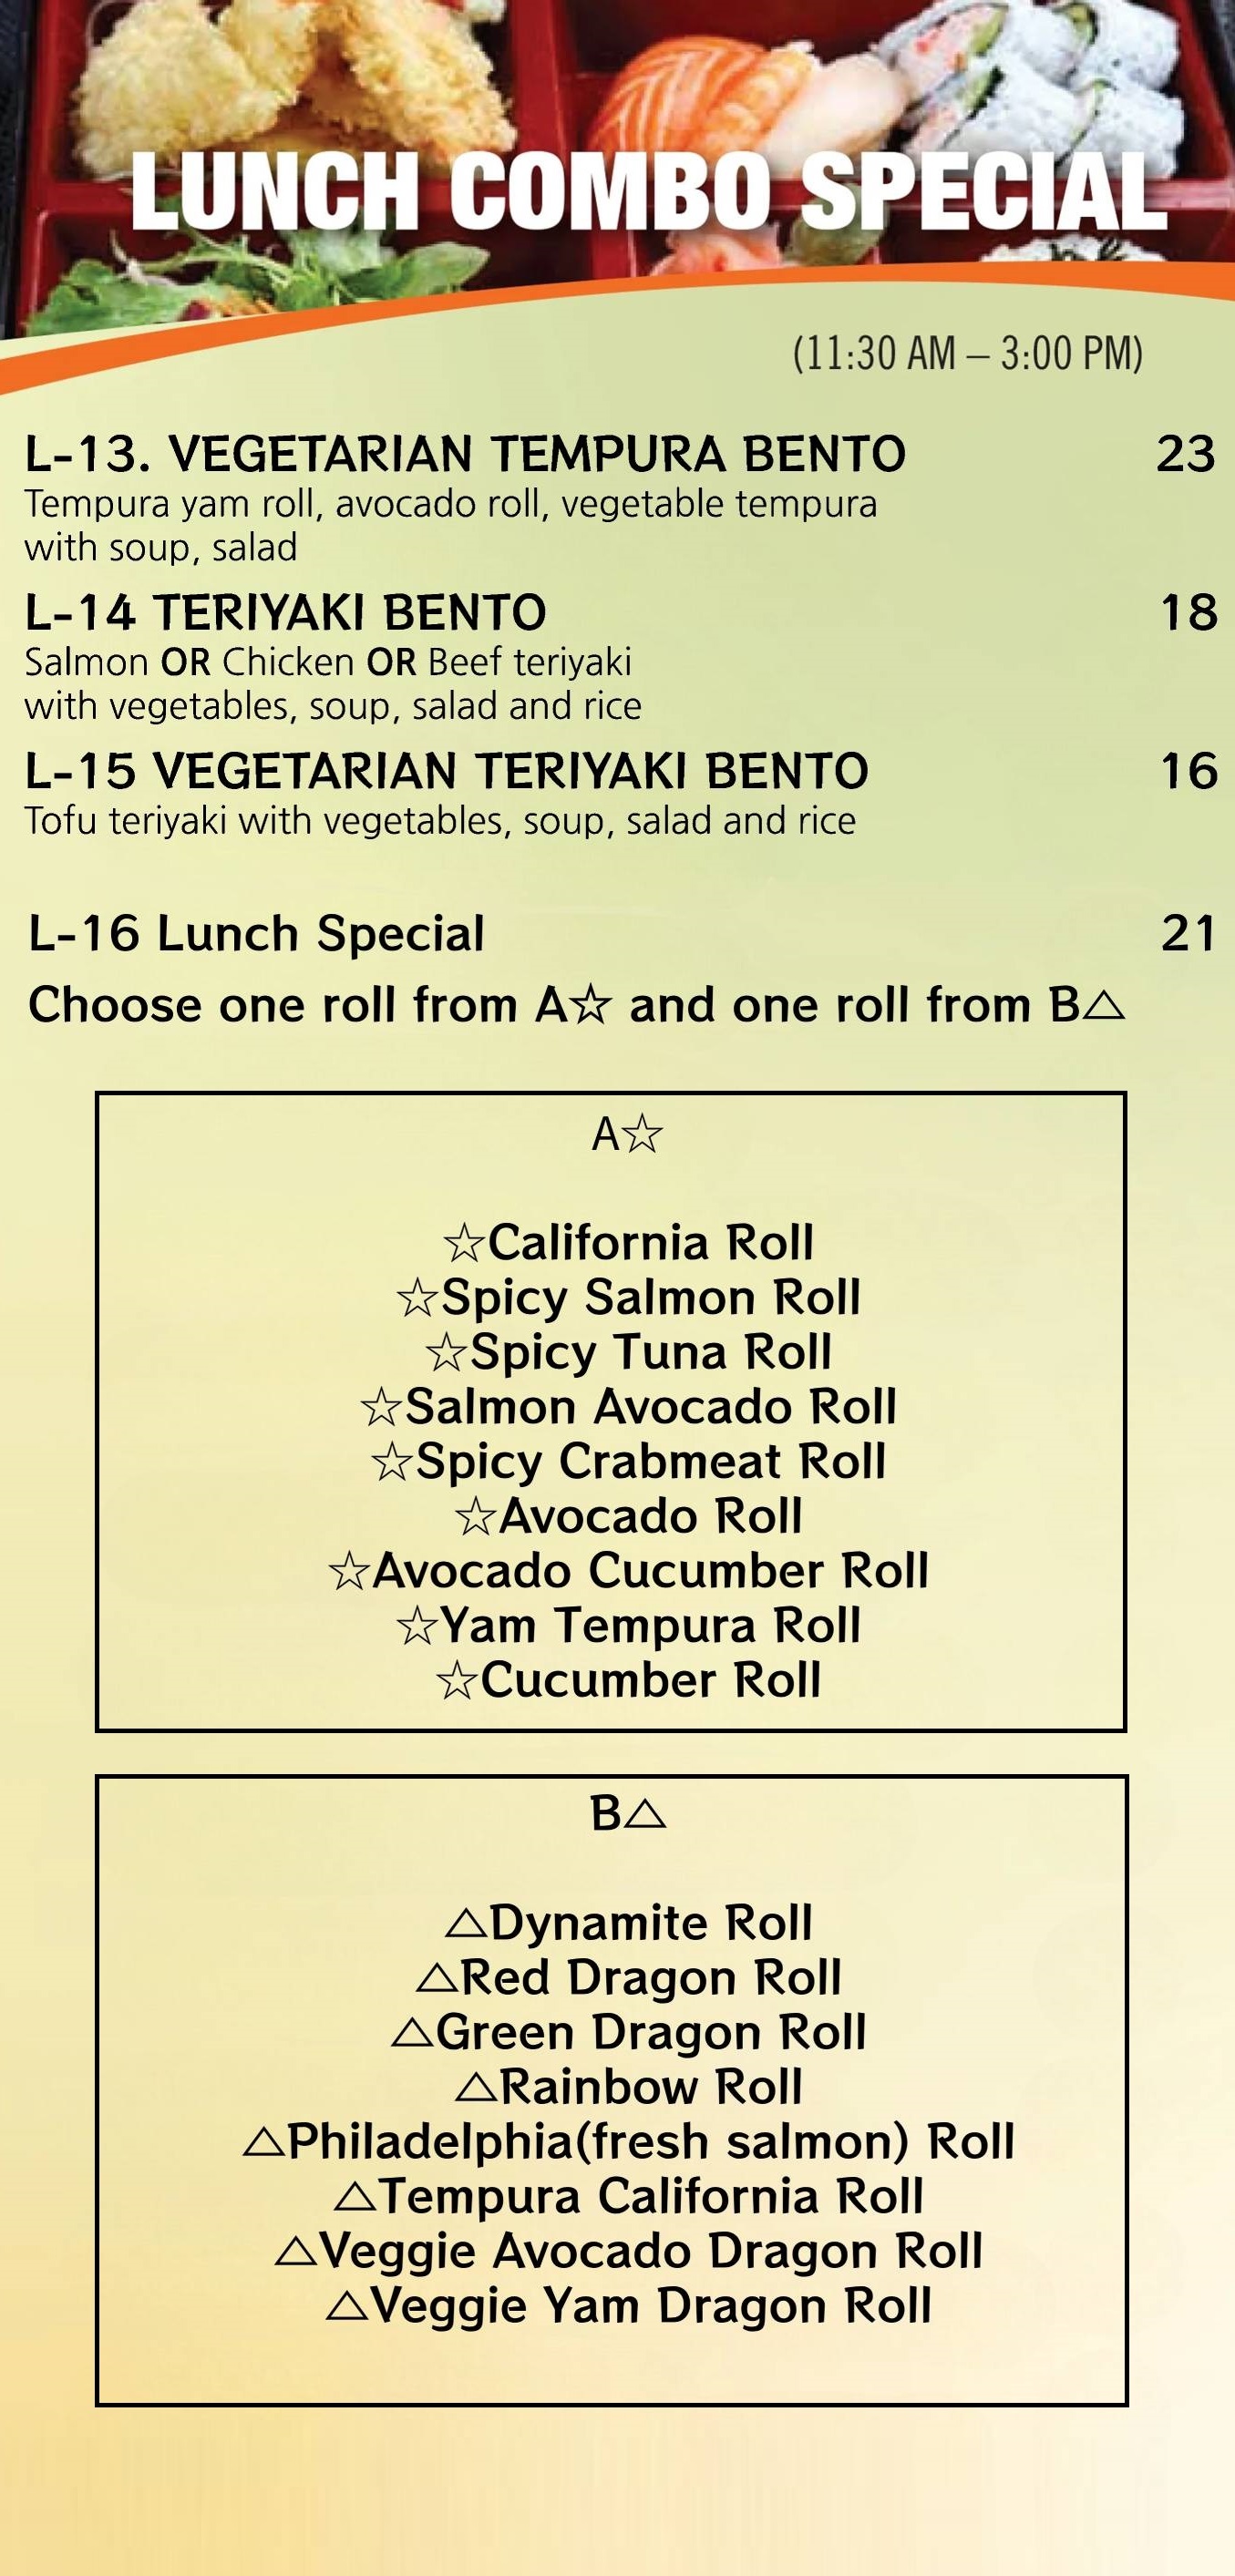 LUNCH COMBO SPECIAL
(11:30 AM – 3:00 PM)
L-13. VEGETARIAN TEMPURA BENTO 23
Tempura yam roll, avocado roll, vegetable tempura
with soup, salad
L-14 TERIYAKI BENTO 18
Salmon OR Chicken OR Beef teriyaki
with vegetables, soup, salad and rice
L-15 VEGETARIAN TERIYAKI BENTO 16
Tofu teriyaki with vegetables, soup, salad and rice
L-16 Lunch Special 21
Choose one roll from A☆ and one roll from B△
A☆
☆California Roll
☆Spicy Salmon Roll
☆Spicy Tuna Roll
☆Salmon Avocado Roll
☆Spicy Crabmeat Roll
☆Avocado Roll
☆Avocado Cucumber Roll
☆Yam Tempura Roll
☆Cucumber Roll
B△
△Dynamite Roll
△Red Dragon Roll
△Green Dragon Roll
△Rainbow Roll
△Philadelphia(fresh salmon) Roll
△Tempura California Roll
△Veggie Avocado Dragon Roll
△Veggie Yam Dragon Roll